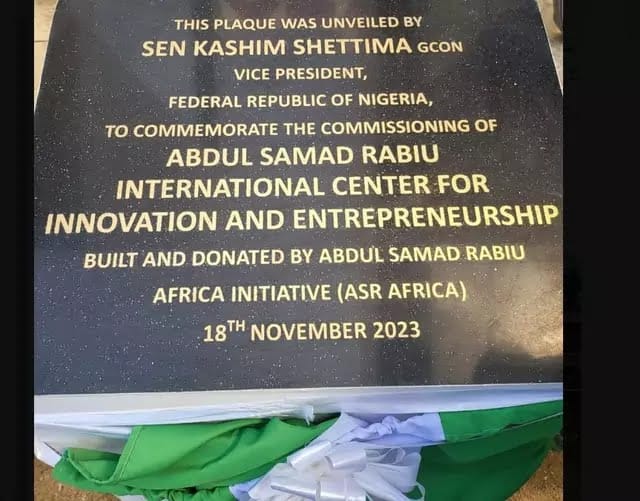 THIS PLAQUE WAS UNVEILED BY
SEN KASHIM SHETTIMA GCON
VICE PRESIDENT,
FEDERAL REPUBLIC OF NIGERIA,
TO COMMEMORATE THE COMMISSIONING OF
ABDUL SAMAD RABIU
INTERNATIONAL CENTER FOR
INNOVATION AND ENTREPRENEURSHIP
BUILT AND DONATED BY ABDUL SAMAD RABIU
AFRICA INITIATIVE (ASR AFRICA)
18TH NOVEMBER 2023